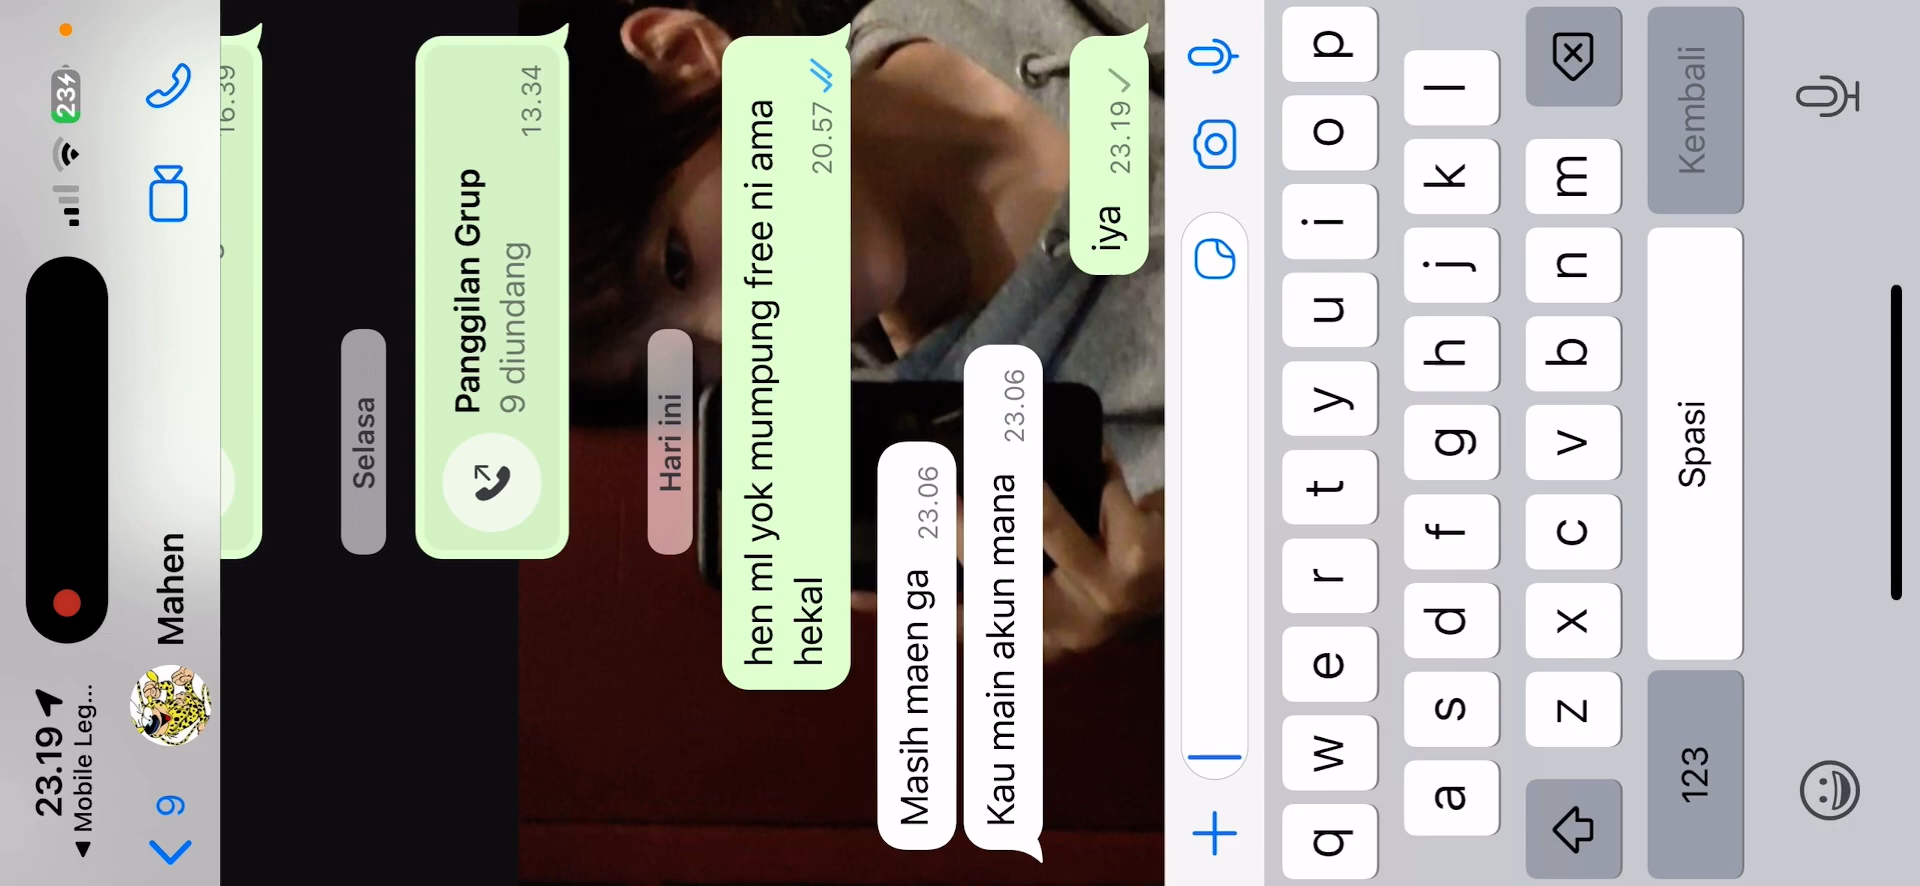 23.19
23
◀ Mobile Leg...
9
Mahen
16.39
Selasa
Panggilan Grup
9 diundang
13.34
Hari ini
hen ml yok mumpung free ni ama
hekal
20.57
Masih maen ga 23.06
Kau main akun mana 23.06
iya 23.19
q w e r t y u i o p
a s d f g h j k l
z x c v b n m
123 Spasi Kembali